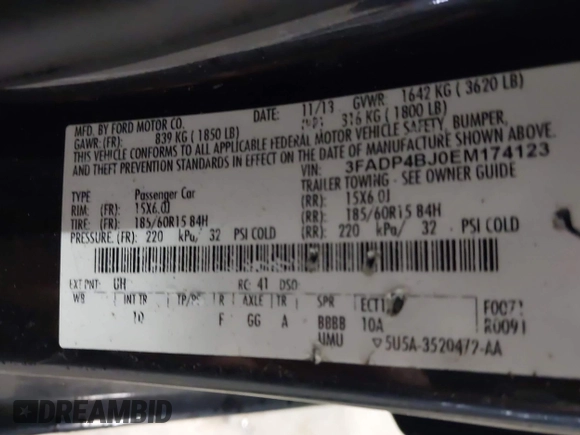 MFD. BY FORD MOTOR CO. DATE: 11/13 GVWR: 1642 KG ( 3620 LB)
GAWR:(FR): 839 KG ( 1850 LB) 816 KG ( 1800 LB)
THIS VEHICLE CONFORMS TO ALL APPLICABLE FEDERAL MOTOR VEHICLE SAFETY, BUMPER,
AND THEFT PREVENTION STANDARDS IN EFFECT ON THE DATE OF MANUFACTURE SHOWN ABOVE.
VIN: 3FADP4BJ0EM174123
TYPE: Passenger Car TRAILER TOWING - SEE OWNER GUIDE
RIM: (FR): 15X6.0J (RR): 15X6.0J
TIRE: (FR): 185/60R15 84H (RR): 185/60R15 84H
PRESSURE: (FR): 220 kPa/ 32 PSI COLD (RR): 220 kPa/ 32 PSI COLD
EXT PNT: RC: 41 DSO:
WB INT TR TP/PS R AXLE TR SPR F0071
10 F GG A BBBB 10A R0091
UMU ▽5U5A-3520472-AA
DREAMBID